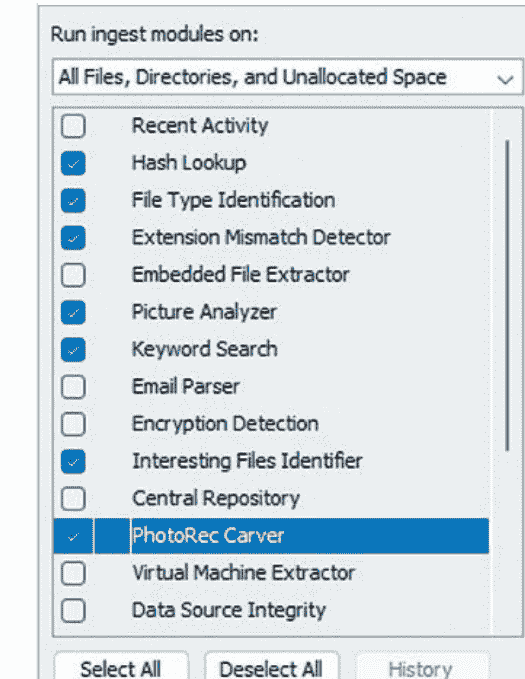 Run ingest modules on:
All Files, Directories, and Unallocated Space
Recent Activity
Hash Lookup
File Type Identification
Extension Mismatch Detector
Embedded File Extractor
Picture Analyzer
Keyword Search
Email Parser
Encryption Detection
Interesting Files Identifier
Central Repository
PhotoRec Carver
Virtual Machine Extractor
Data Source Integrity
Select All Deselect All History